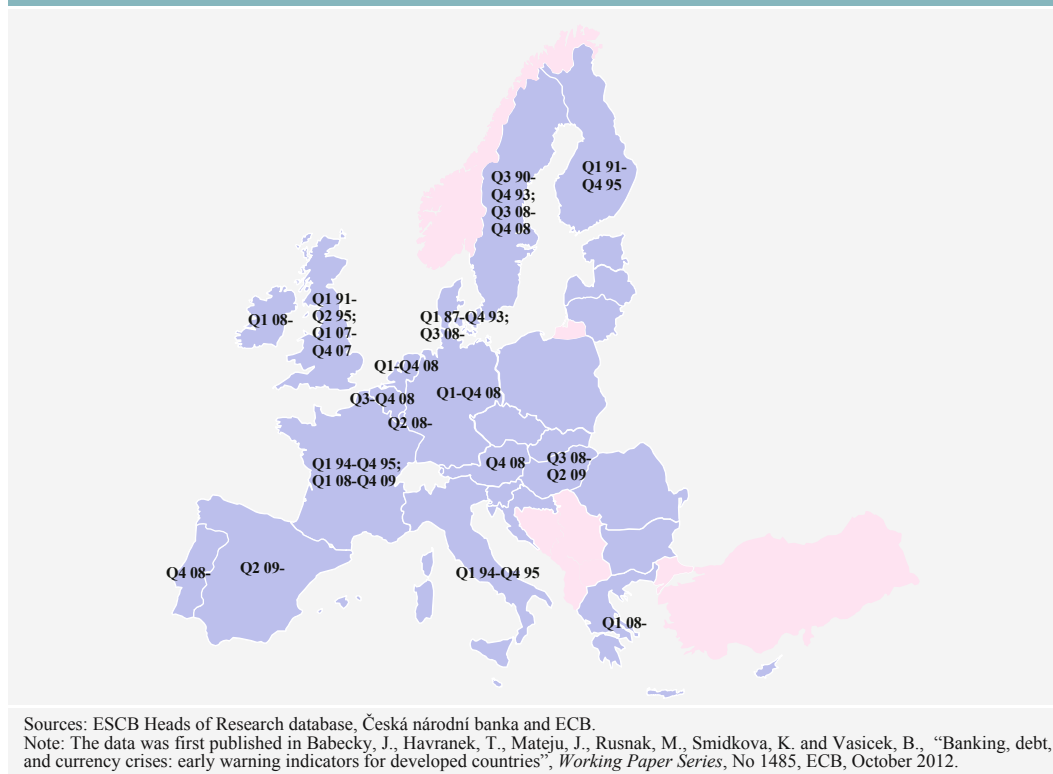 Q3 90-
Q4 93;
Q3 08-
Q4 08
Q1 91-
Q4 95
Q1 08-
Q1 91-
Q2 95;
Q1 07-
Q4 07
Q1 87-Q4 93;
Q3 08-
Q1-Q4 08
Q3-Q4 08
Q1-Q4 08
Q2 08-
Q1 94-Q4 95;
Q1 08-Q4 09
Q4 08
Q3 08-
Q2 09
Q4 08-
Q2 09-
Q1 94-Q4 95
Q1 08-
Sources: ESCB Heads of Research database, Česká národní banka and ECB.
Note: The data was first published in Babecky, J., Havranek, T., Mateju, J., Rusnak, M., Smidkova, K. and Vasicek, B., “Banking, debt,
and currency crises: early warning indicators for developed countries”, Working Paper Series, No 1485, ECB, October 2012.